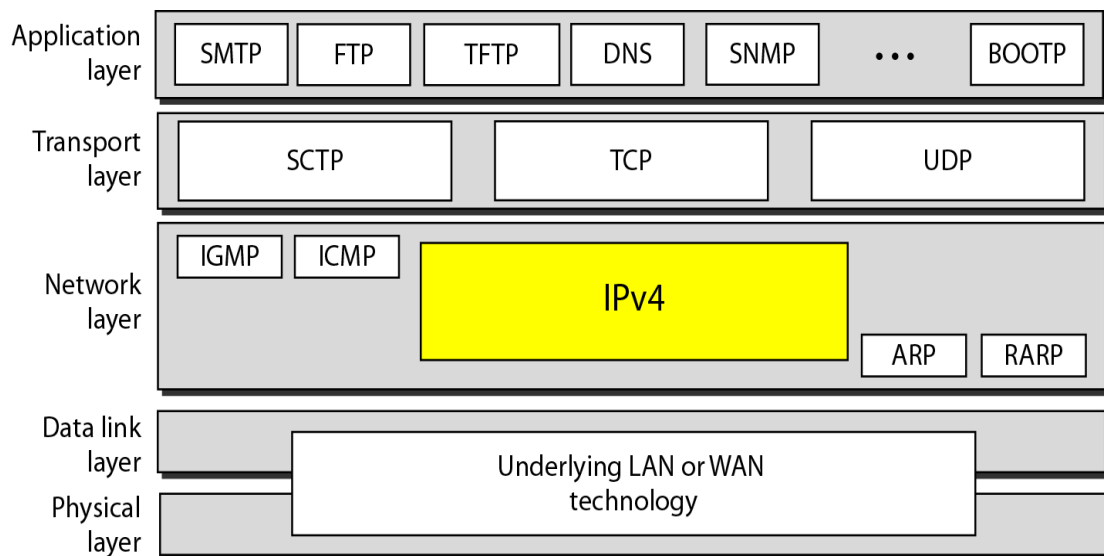 Application
layer
SMTP FTP TFTP DNS SNMP ... BOOTP
Transport
layer
SCTP TCP UDP
Network
layer
IGMP ICMP
IPv4
ARP RARP
Data link
layer
Underlying LAN or WAN
technology
Physical
layer